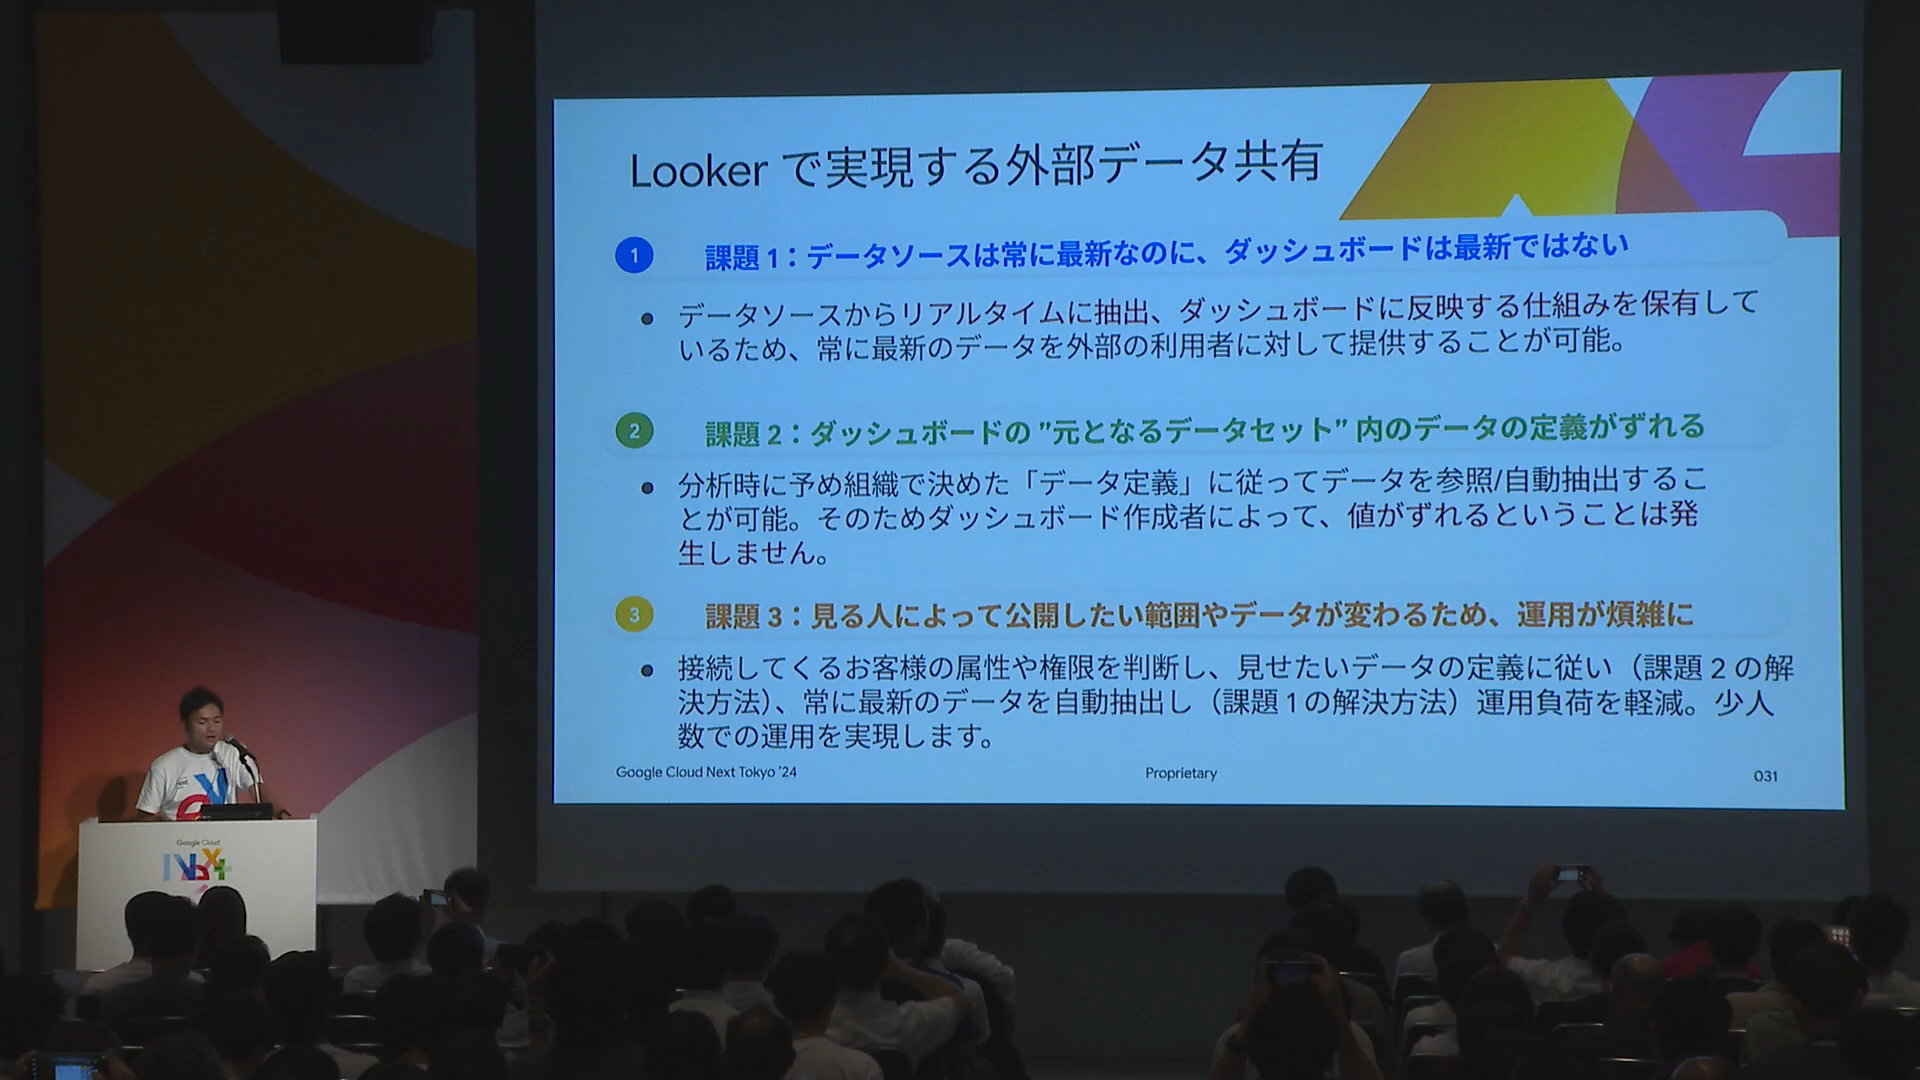 Looker で実現する外部データ共有
1 課題 1：データソースは常に最新なのに、ダッシュボードは最新ではない
● データソースからリアルタイムに抽出、ダッシュボードに反映する仕組みを保有して
いるため、常に最新のデータを外部の利用者に対して提供することが可能。
2 課題 2：ダッシュボードの ”元となるデータセット” 内のデータの定義がずれる
● 分析時に予め組織で決めた「データ定義」に従ってデータを参照/自動抽出するこ
とが可能。そのためダッシュボード作成者によって、値がずれるということは発
生しません。
3 課題 3：見る人によって公開したい範囲やデータが変わるため、運用が煩雑に
● 接続してくるお客様の属性や権限を判断し、見せたいデータの定義に従い（課題 2 の解
決方法）、常に最新のデータを自動抽出し（課題 1 の解決方法）運用負荷を軽減。少人
数での運用を実現します。
Google Cloud Next Tokyo ’24 Proprietary 031
Google Cloud
Next